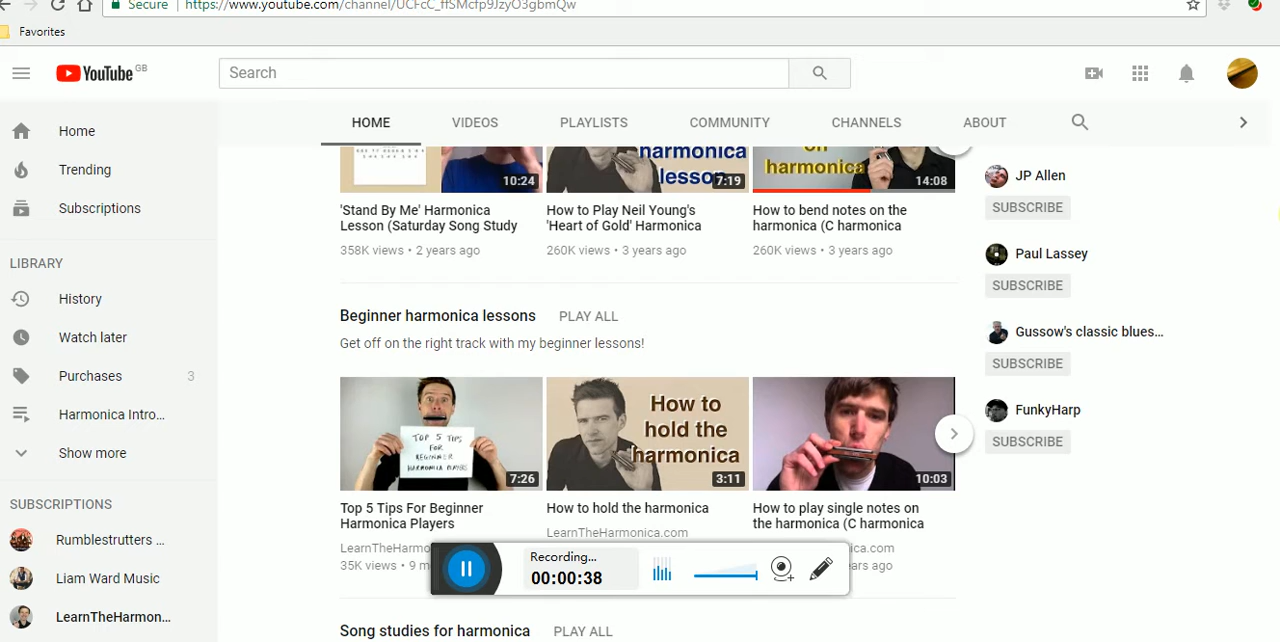 Secure https://www.youtube.com/channel/UCFcC_ffSMcfp9JzyO3gbmQw
Favorites
YouTube GB
Search
Home
Trending
Subscriptions
LIBRARY
History
Watch later
Purchases 3
Harmonica Intro...
Show more
SUBSCRIPTIONS
Rumblestrutters ...
Liam Ward Music
LearnTheHarmon...
HOME VIDEOS PLAYLISTS COMMUNITY CHANNELS ABOUT
10:24
harmonica
lesson
7:19
on
harmonica
14:08
'Stand By Me' Harmonica
Lesson (Saturday Song Study
358K views • 2 years ago
How to Play Neil Young's
'Heart of Gold' Harmonica
260K views • 3 years ago
How to bend notes on the
harmonica (C harmonica
260K views • 3 years ago
Beginner harmonica lessons PLAY ALL
Get off on the right track with my beginner lessons!
TOP 5 TIPS
FOR
BEGINNER
HARMONICA PLAYERS
7:26
How to
hold the
harmonica
3:11
10:03
Top 5 Tips For Beginner
Harmonica Players
LearnTheHarmo
35K views • 9 m
How to hold the harmonica
LearnTheHarmonica.com
How to play single notes on
the harmonica (C harmonica
ca.com
ears ago
Recording...
00:00:38
Song studies for harmonica PLAY ALL
JP Allen
SUBSCRIBE
Paul Lassey
SUBSCRIBE
Gussow's classic blues...
SUBSCRIBE
FunkyHarp
SUBSCRIBE